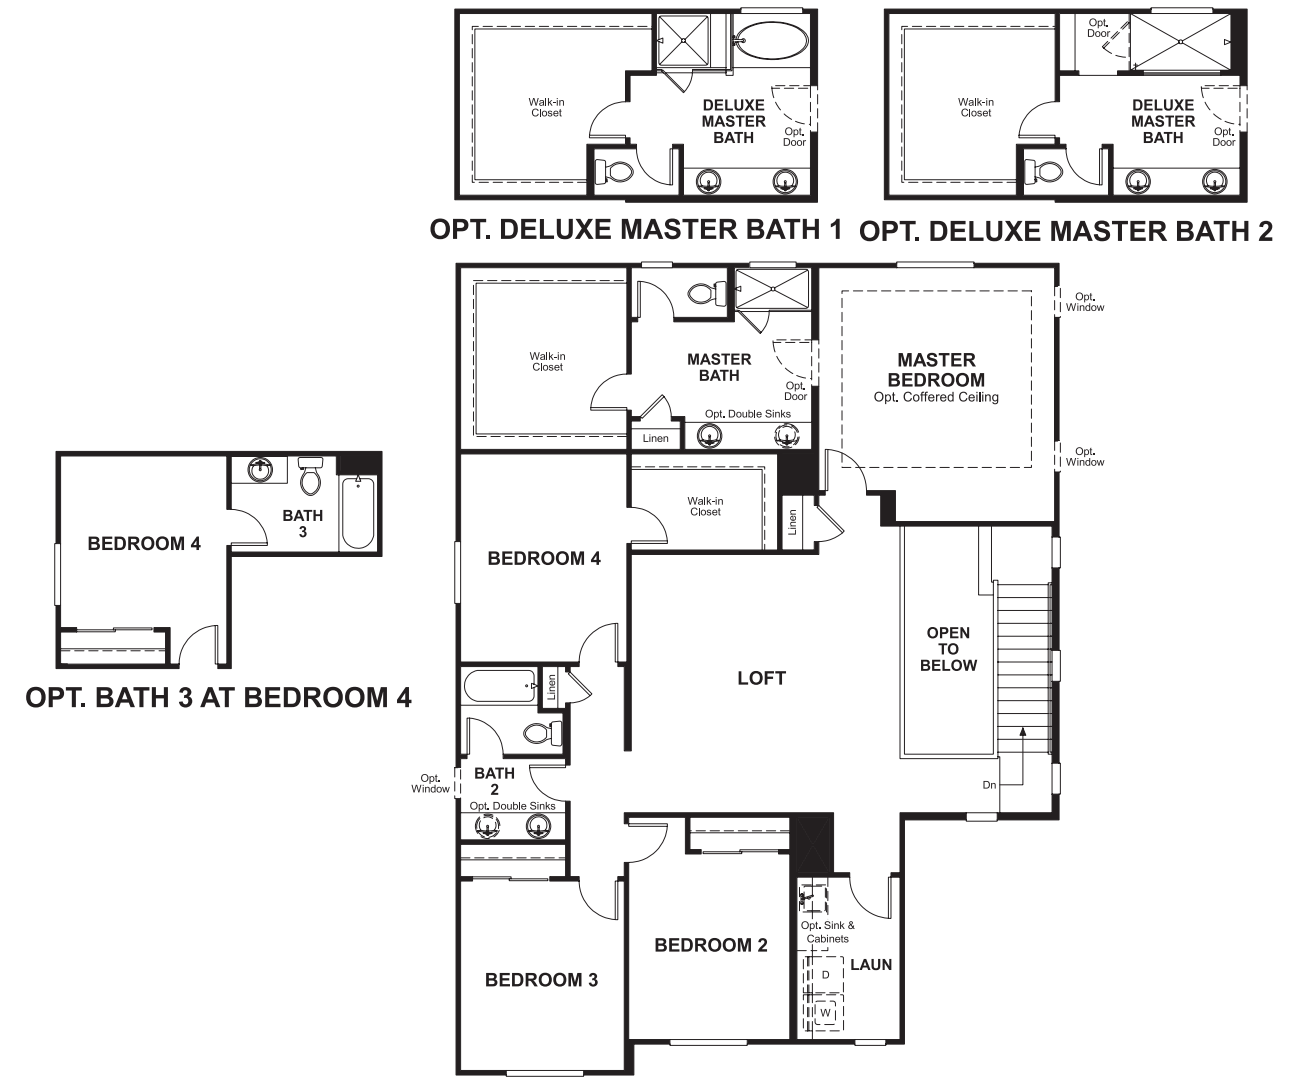 Walk-in
Closet
DELUXE
MASTER
BATH
Opt.
Door
OPT. DELUXE MASTER BATH 1
Opt.
Door
Walk-in
Closet
DELUXE
MASTER
BATH
Opt.
Door
OPT. DELUXE MASTER BATH 2
Walk-in
Closet
MASTER
BATH
Opt.
Door
Opt. Double Sinks
Linen
MASTER
BEDROOM
Opt. Coffered Ceiling
Opt.
Window
Opt.
Window
BEDROOM 4
BATH
3
OPT. BATH 3 AT BEDROOM 4
BEDROOM 4
Walk-in
Closet
Linen
OPEN
TO
BELOW
LOFT
Linen
Opt.
Window
BATH
2
Opt. Double Sinks
Dn
BEDROOM 3
BEDROOM 2
Opt. Sink &
Cabinets
LAUN
D
W